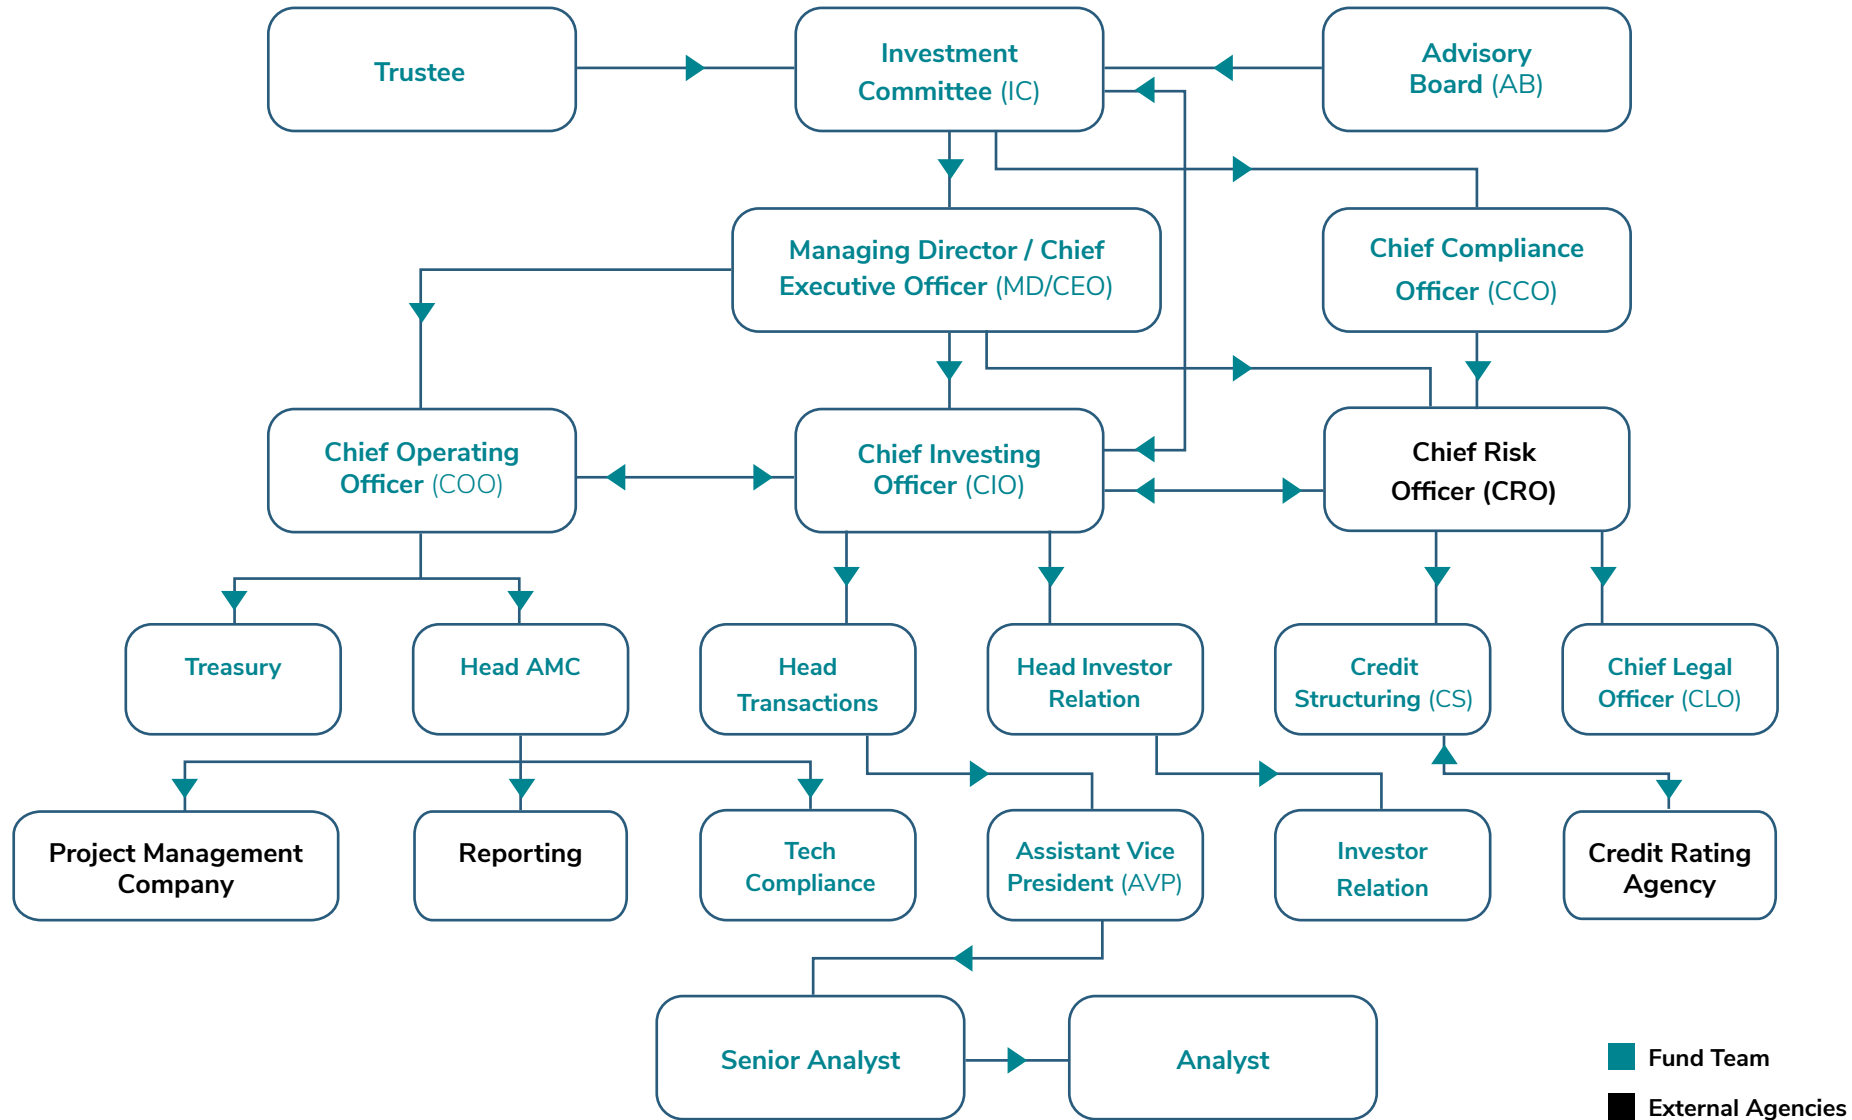 Trustee
Investment
Committee (IC)
Advisory
Board (AB)
Managing Director / Chief
Executive Officer (MD/CEO)
Chief Compliance
Officer (CCO)
Chief Operating
Officer (COO)
Chief Investing
Officer (CIO)
Chief Risk
Officer (CRO)
Treasury
Head AMC
Head
Transactions
Head Investor
Relation
Credit
Structuring (CS)
Chief Legal
Officer (CLO)
Project Management
Company
Reporting
Tech
Compliance
Assistant Vice
President (AVP)
Investor
Relation
Credit Rating
Agency
Senior Analyst
Analyst
Fund Team
External Agencies